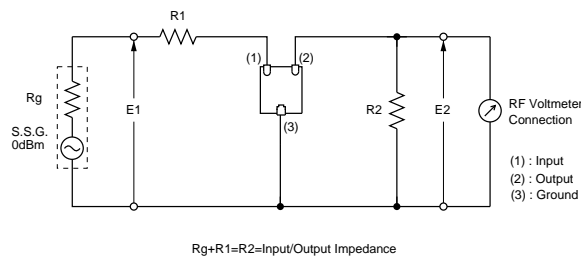 R1
(1)
(2)
Rg
S.S.G.
0dBm
E1
R2
E2
RF Voltmeter
Connection
(3)
(1) : Input
(2) : Output
(3) : Ground
Rg+R1=R2=Input/Output Impedance